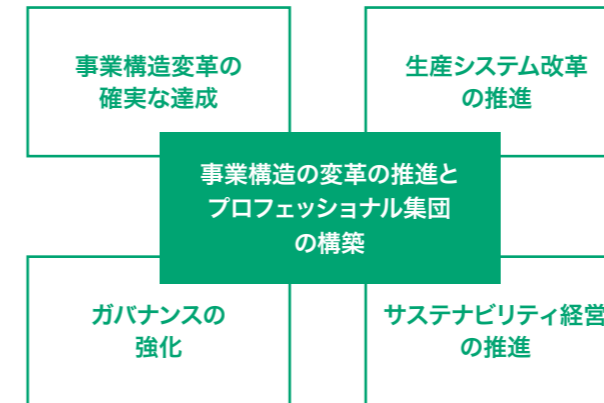 事業構造変革の
確実な達成
生産システム改革
の推進
事業構造の変革の推進と
プロフェッショナル集団
の構築
ガバナンスの
強化
サステナビリティ経営
の推進